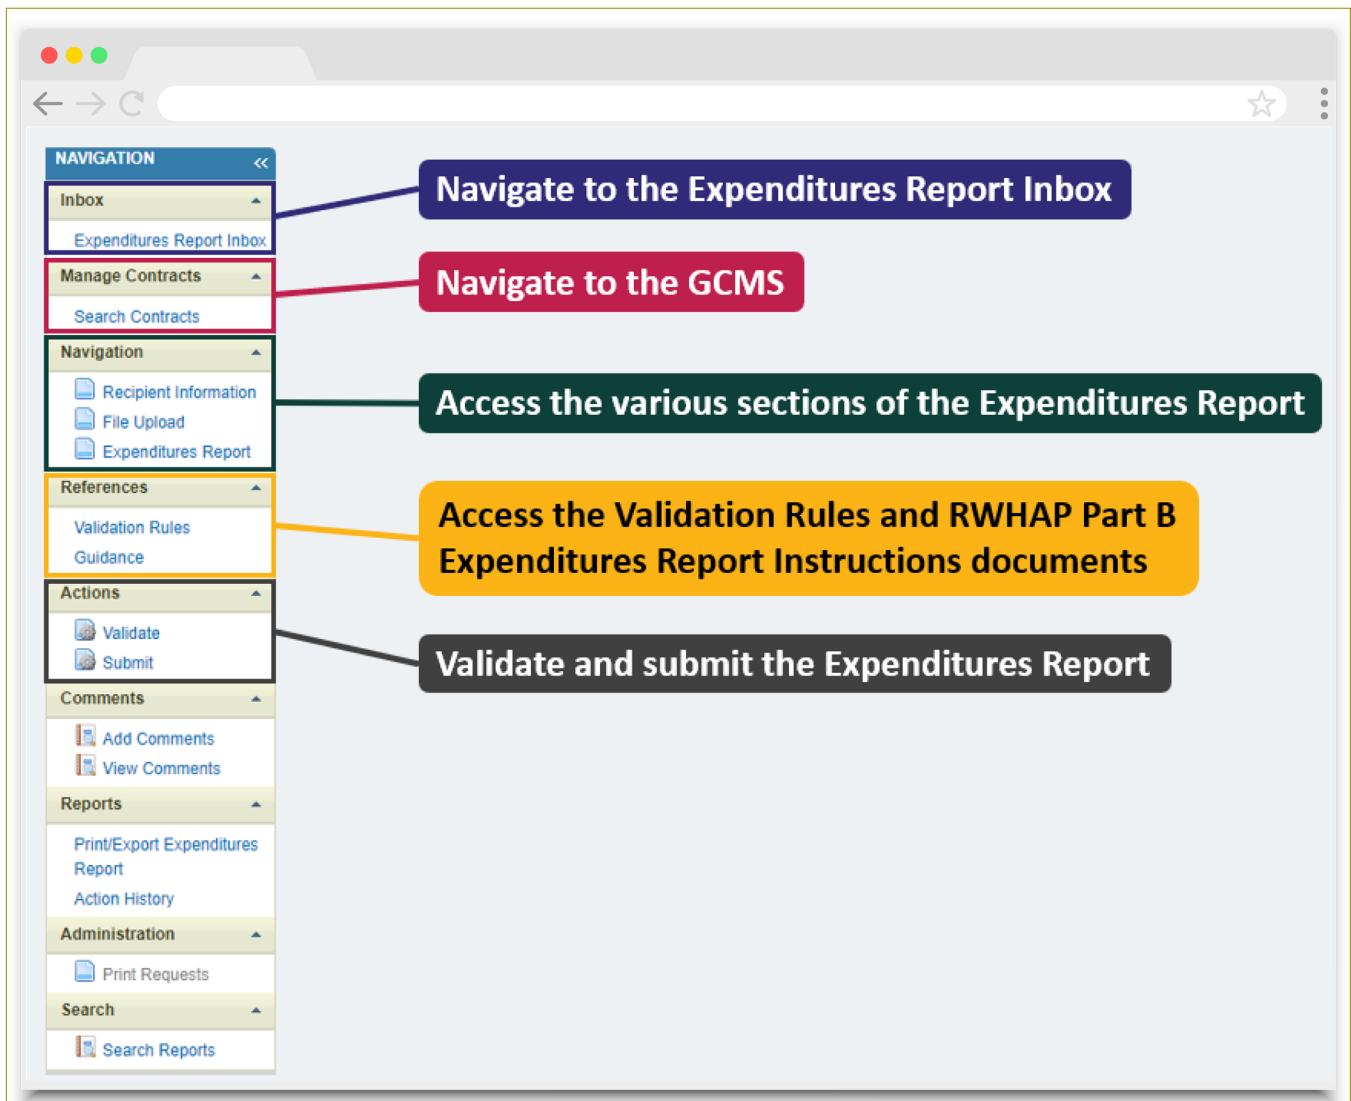 NAVIGATION
Inbox
Expenditures Report Inbox
Navigate to the Expenditures Report Inbox
Manage Contracts
Search Contracts
Navigate to the GCMS
Navigation
Recipient Information
File Upload
Expenditures Report
Access the various sections of the Expenditures Report
References
Validation Rules
Guidance
Access the Validation Rules and RWHAP Part B
Expenditures Report Instructions documents
Actions
Validate
Submit
Validate and submit the Expenditures Report
Comments
Add Comments
View Comments
Reports
Print/Export Expenditures
Report
Action History
Administration
Print Requests
Search
Search Reports